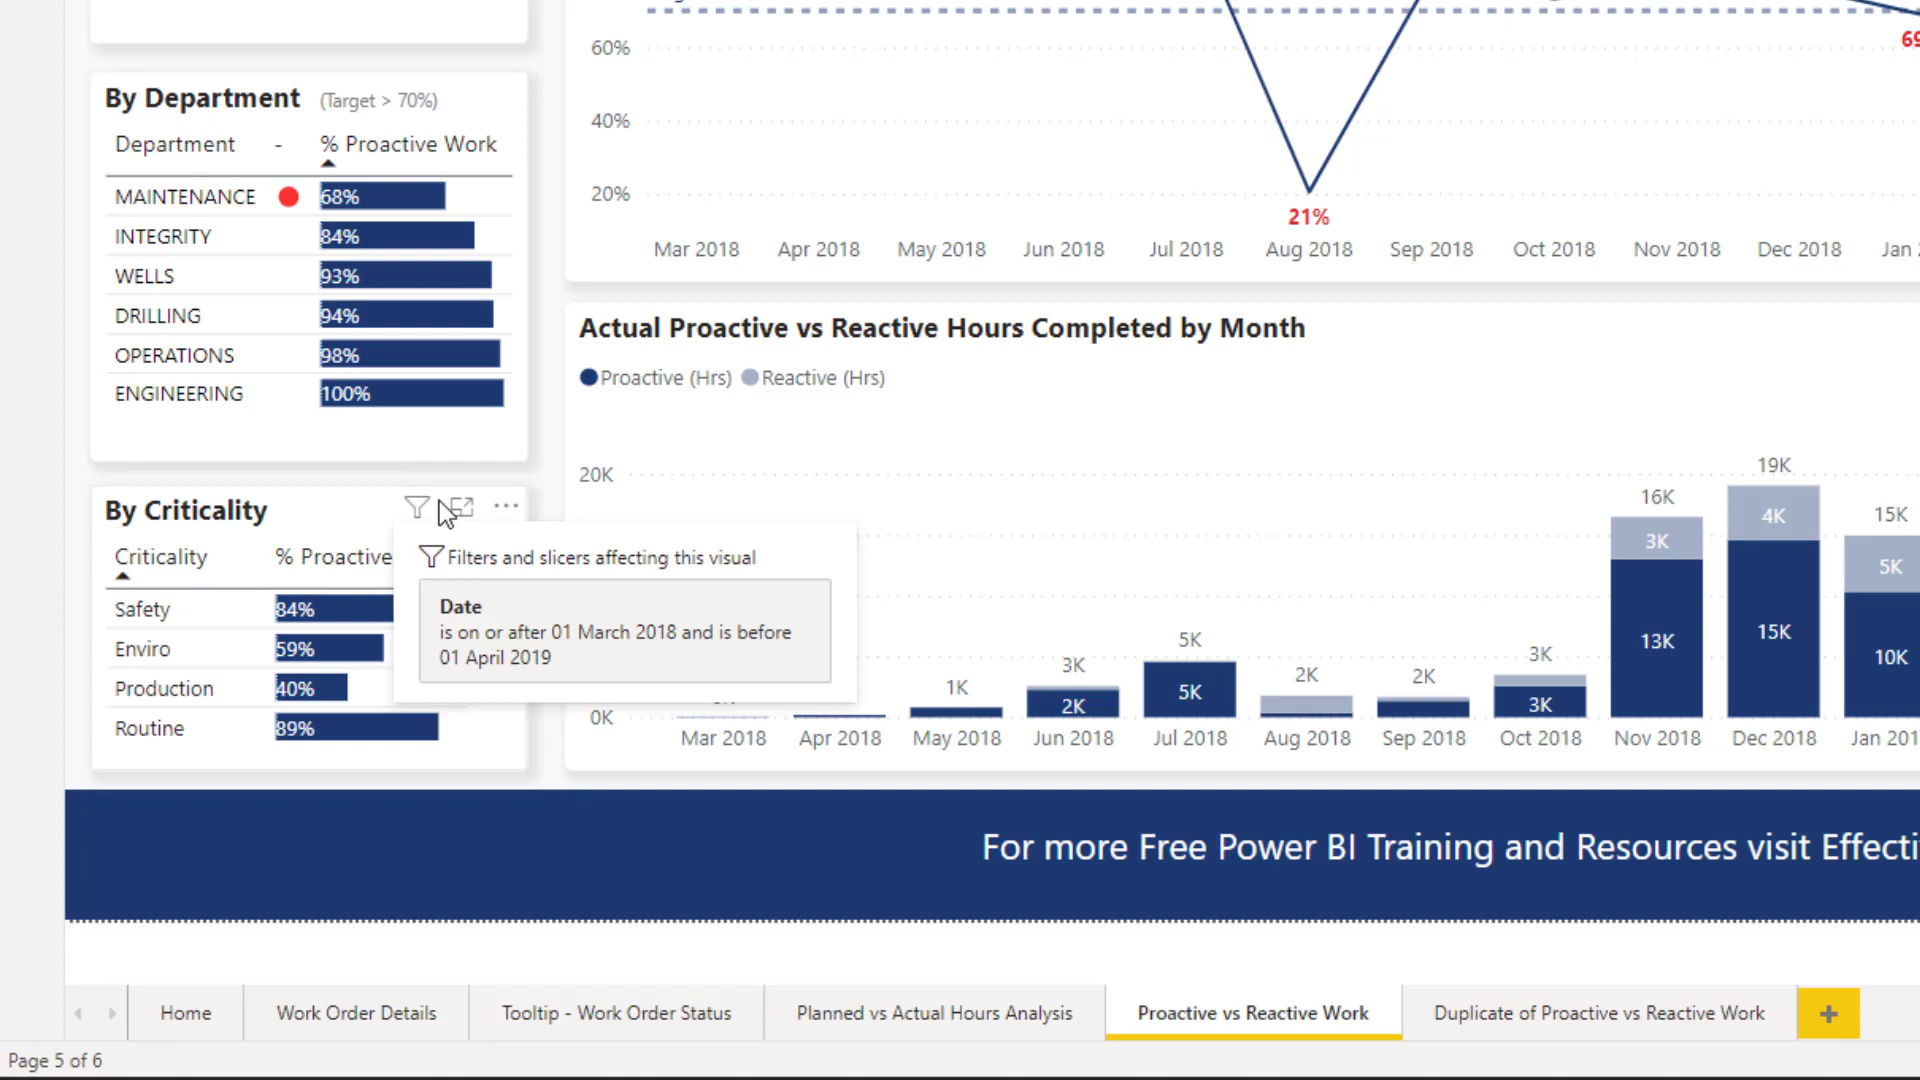 By Department (Target > 70%)
Department - % Proactive Work
MAINTENANCE 68%
INTEGRITY 84%
WELLS 93%
DRILLING 94%
OPERATIONS 98%
ENGINEERING 100%
By Criticality
Criticality % Proactive
Safety 84%
Enviro 59%
Production 40%
Routine 89%
Filters and slicers affecting this visual
Date
is on or after 01 March 2018 and is before
01 April 2019
60%
40%
20%
21%
Mar 2018 Apr 2018 May 2018 Jun 2018 Jul 2018 Aug 2018 Sep 2018 Oct 2018 Nov 2018 Dec 2018 Jan
Actual Proactive vs Reactive Hours Completed by Month
Proactive (Hrs) Reactive (Hrs)
20K
0K
1K
3K
2K
5K
5K
2K
2K
3K
3K
16K
3K
13K
19K
4K
15K
15K
5K
10K
Mar 2018 Apr 2018 May 2018 Jun 2018 Jul 2018 Aug 2018 Sep 2018 Oct 2018 Nov 2018 Dec 2018 Jan 201
For more Free Power BI Training and Resources visit Effecti
Home Work Order Details Tooltip - Work Order Status Planned vs Actual Hours Analysis Proactive vs Reactive Work Duplicate of Proactive vs Reactive Work +
Page 5 of 6